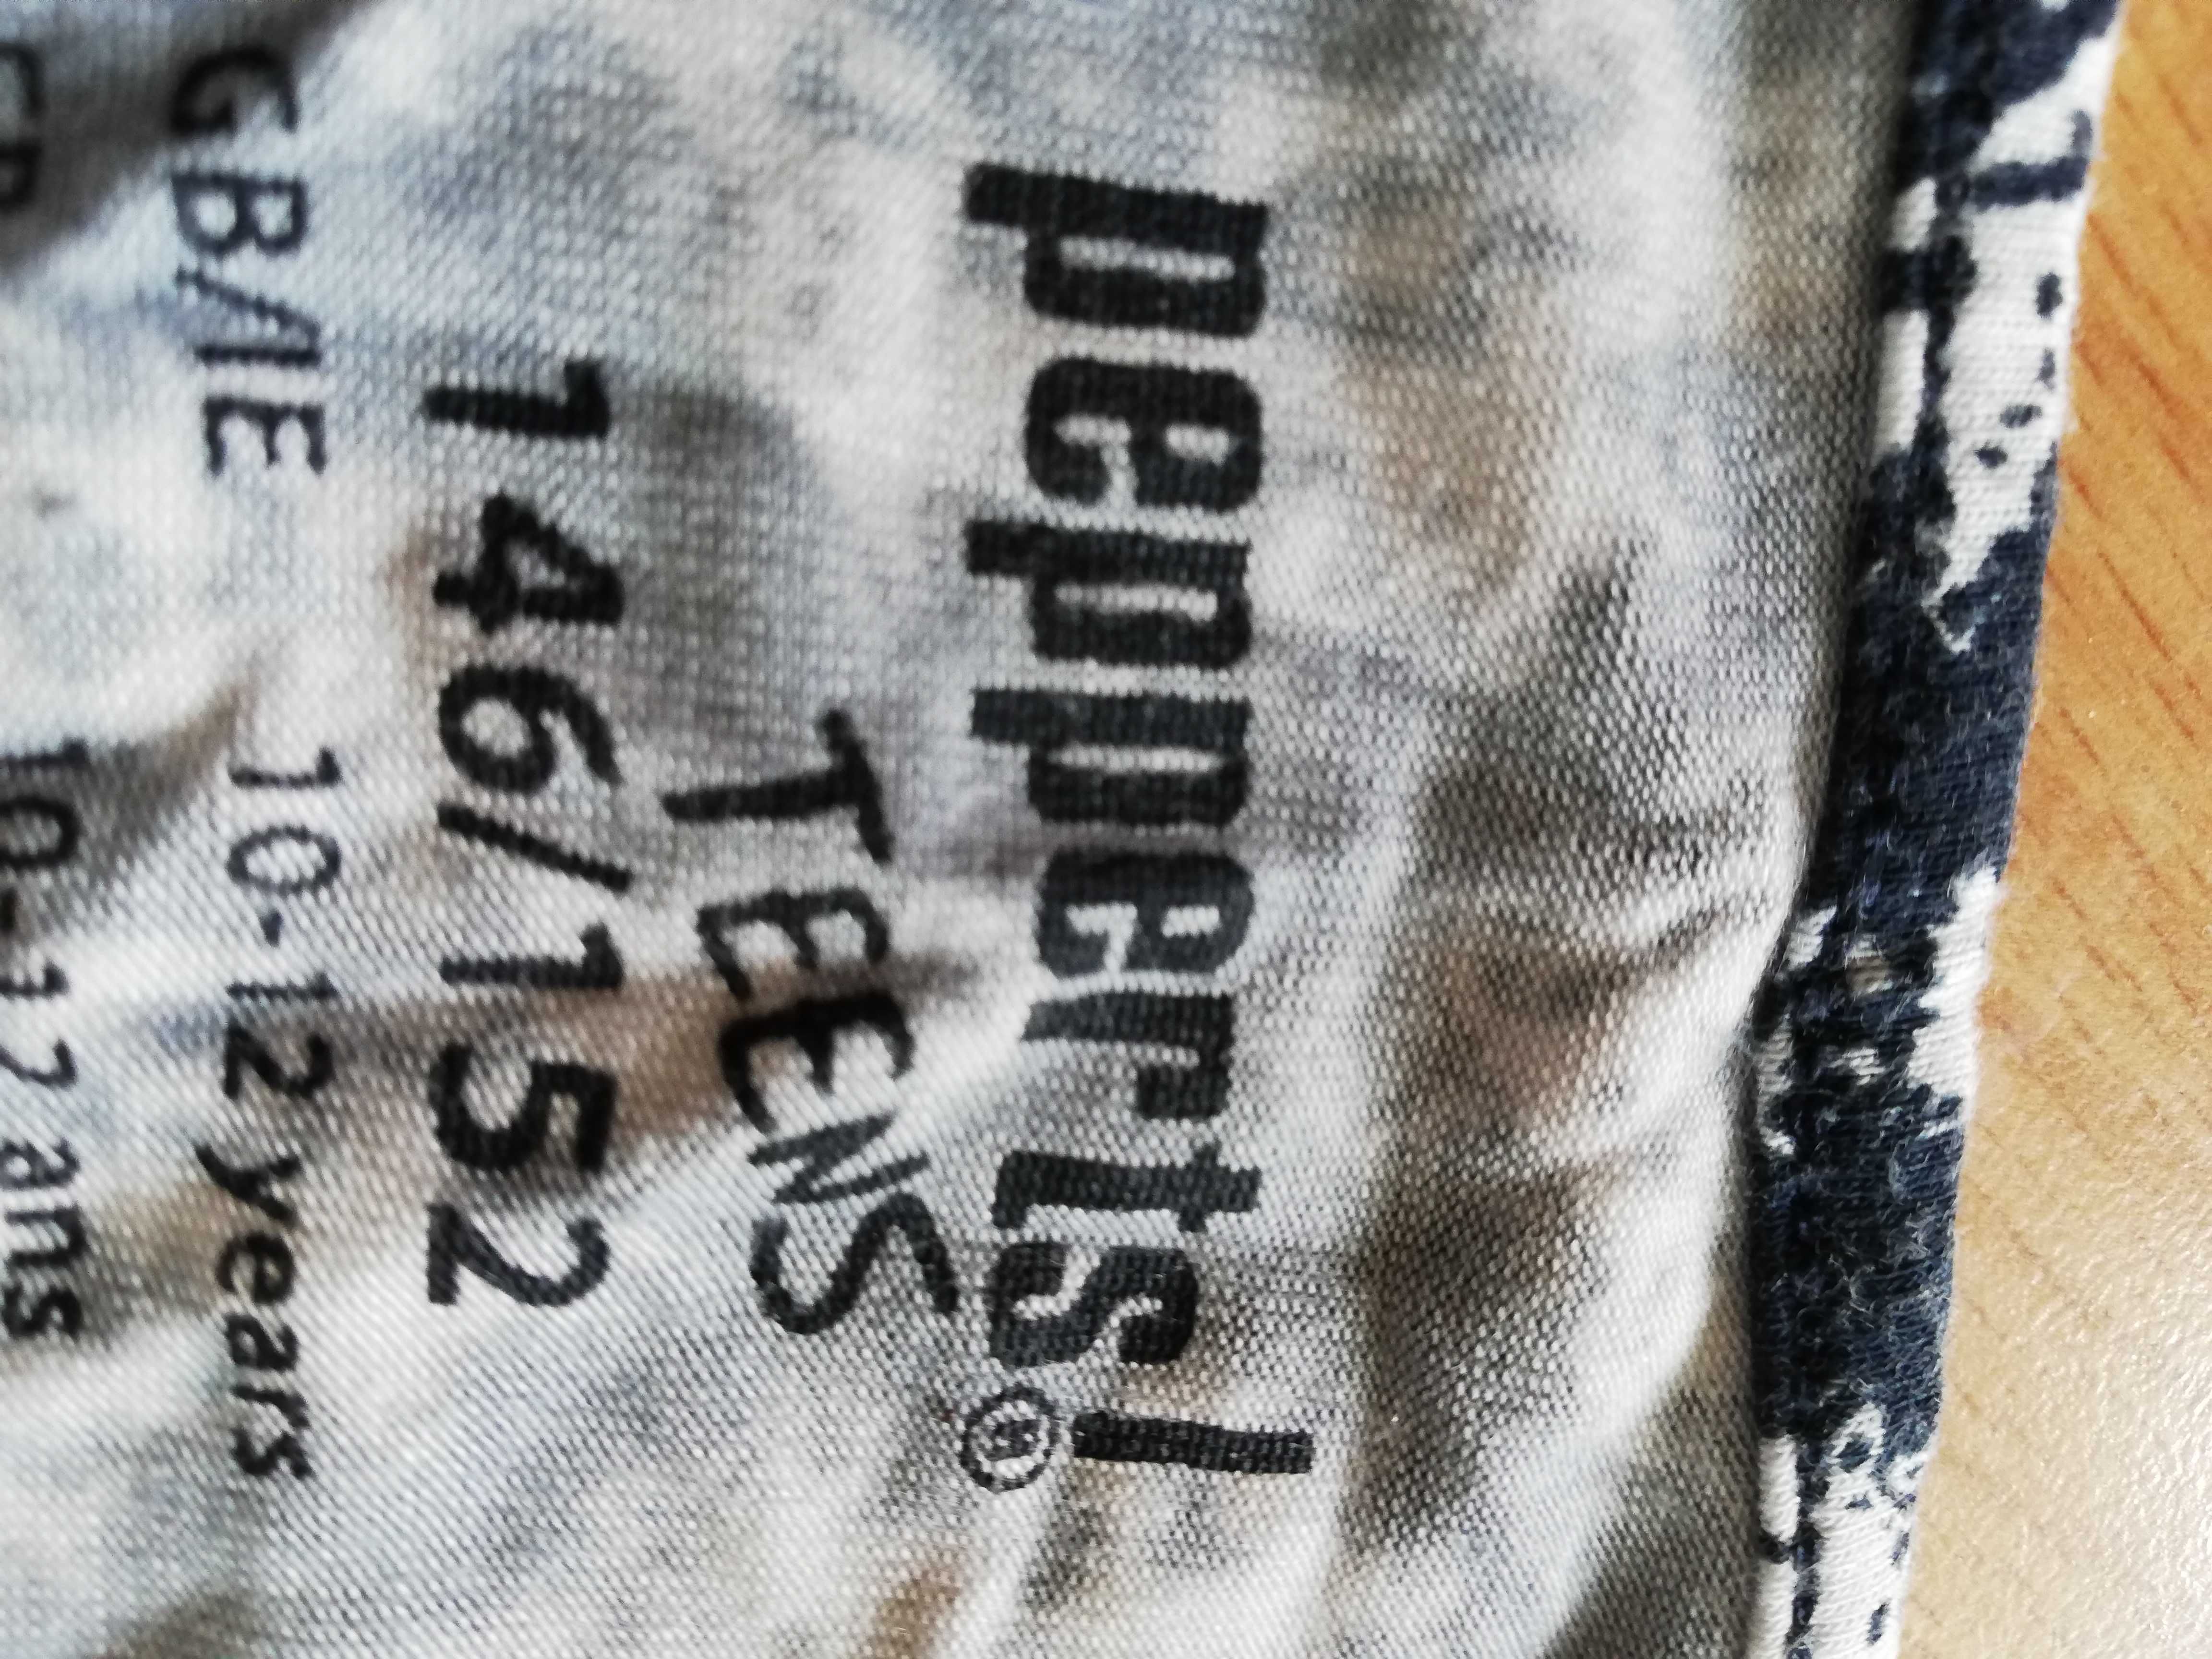 pepperts!®
TEENS
146/152
GB/IE 10-12 years
10-12 ans